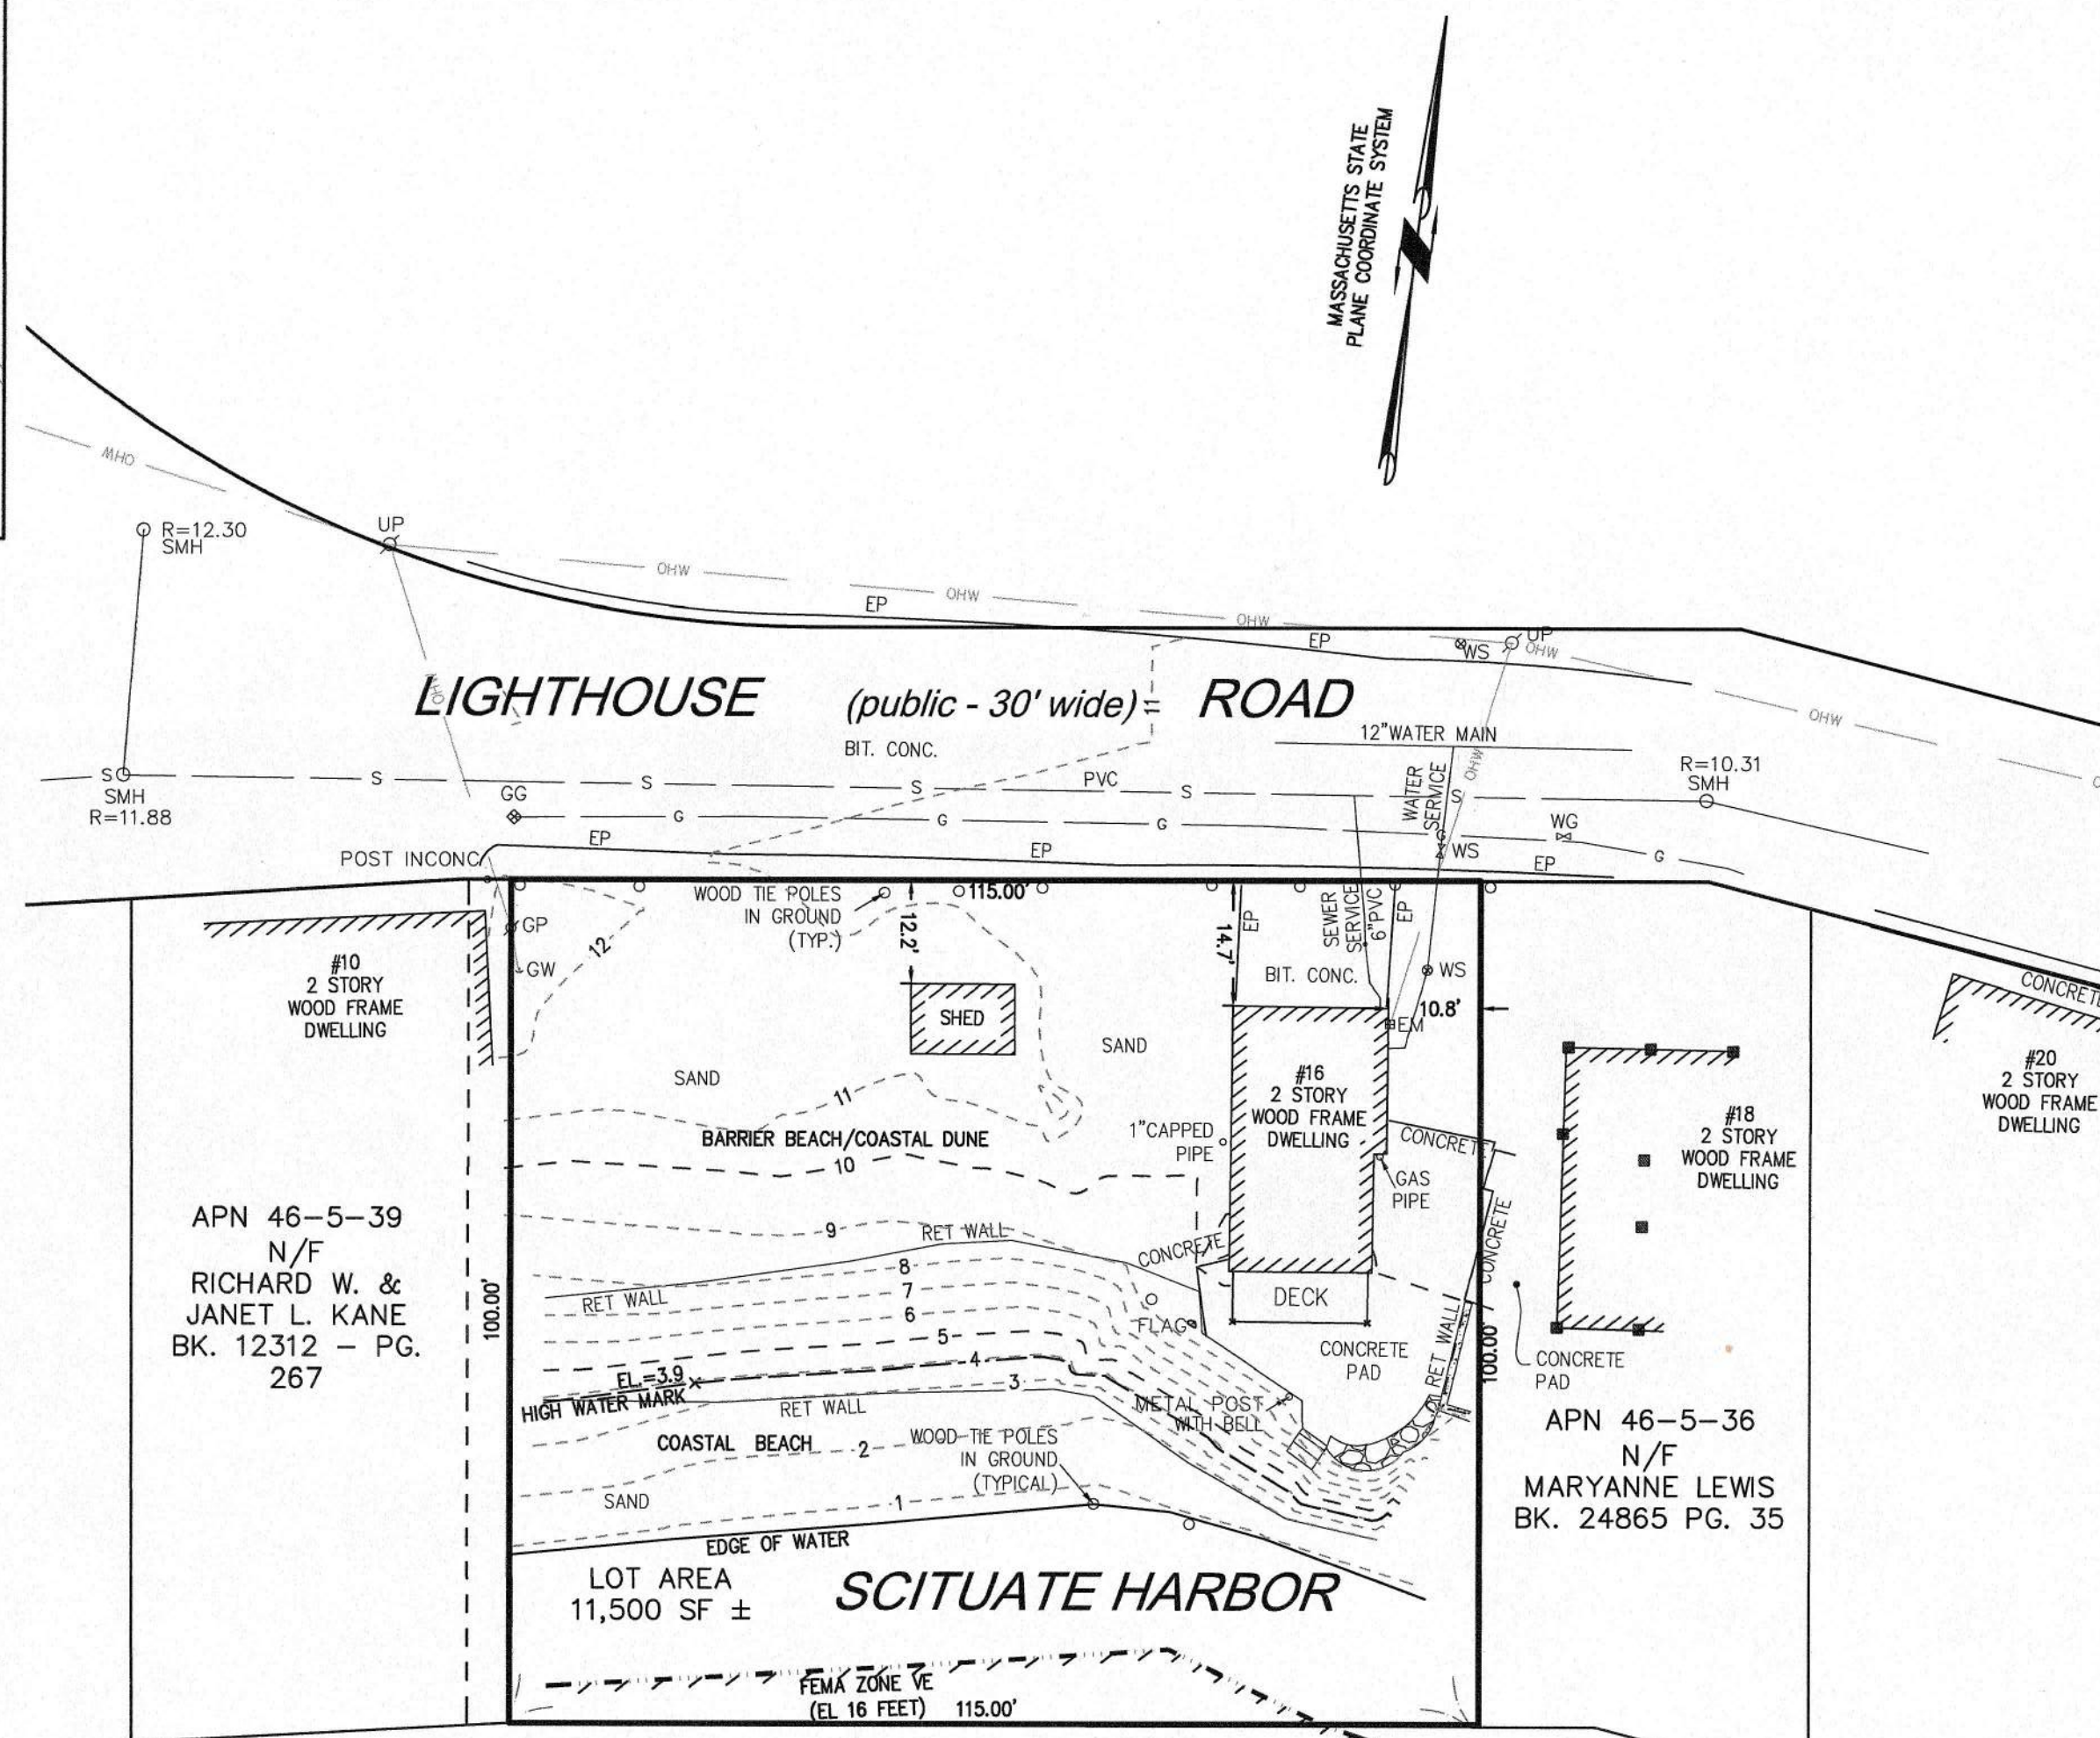 MASSACHUSETTS STATE
PLANE COORDINATE SYSTEM
OHW
R=12.30
SMH
UP
OHW
OHW
OHW
EP
EP
WS
UP
OHW
OHW
OHW
LIGHTHOUSE (public - 30' wide) ROAD
11
BIT. CONC.
12"WATER MAIN
R=10.31
SMH
S
SMH
R=11.88
S
S
S
PVC
S
S
WATER
SERVICE
OHW
GG
G
G
G
G
WG
G
WS
EP
EP
EP
POST INCONC
WOOD TIE POLES
IN GROUND
(TYP.)
115.00'
12.2'
14.7'
EP
SEWER
SERVICE
6"PVC
EP
GP
GW
12
BIT. CONC.
WS
10.8'
EM
#10
2 STORY
WOOD FRAME
DWELLING
SHED
SAND
SAND
11
BARRIER BEACH/COASTAL DUNE
10
1"CAPPED
PIPE
#16
2 STORY
WOOD FRAME
DWELLING
CONCRETE
GAS
PIPE
CONCRETE
#18
2 STORY
WOOD FRAME
DWELLING
CONCRETE
#20
2 STORY
WOOD FRAME
DWELLING
APN 46-5-39
N/F
RICHARD W. &
JANET L. KANE
BK. 12312 - PG.
267
100.00'
9
RET WALL
CONCRETE
8
7
RET WALL
6
5
4
3
DECK
FLAG
CONCRETE
PAD
RET WALL
100.00'
CONCRETE
PAD
EL.=3.9
HIGH WATER MARK
RET WALL
METAL POST
WITH BELL
COASTAL BEACH
2
WOOD TIE POLES
IN GROUND
(TYPICAL)
SAND
1
APN 46-5-36
N/F
MARYANNE LEWIS
BK. 24865 PG. 35
EDGE OF WATER
LOT AREA
11,500 SF ±
SCITUATE HARBOR
FEMA ZONE VE
(EL 16 FEET)
115.00'